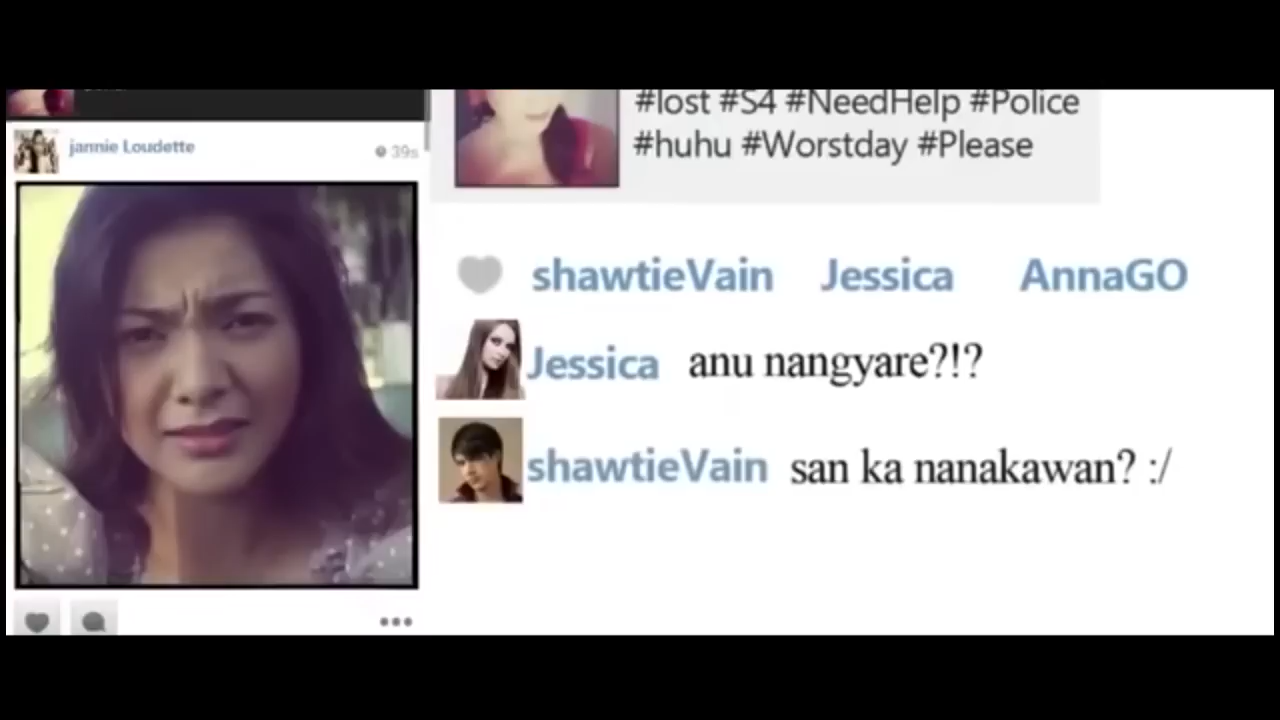 jannie Loudette
39s
#lost #S4 #NeedHelp #Police
#huhu #Worstday #Please
shawtieVain Jessica AnnaGO
Jessica anu nangyare?!?
shawtieVain san ka nanakawan? :/